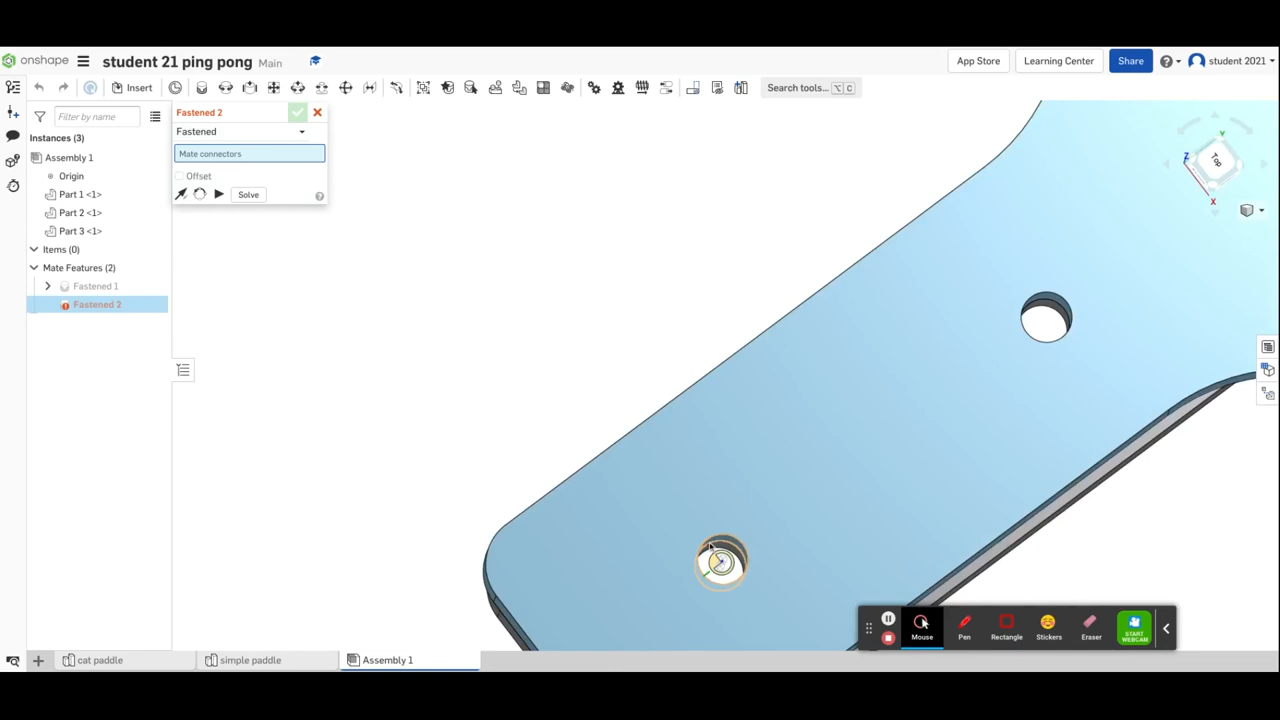 onshape student 21 ping pong Main App Store Learning Center Share student 2021
Insert Search tools... C
Filter by name
Fastened 2
Instances (3)
Fastened
Assembly 1
Mate connectors
Origin
Offset
Part 1 <1>
Solve
Part 2 <1>
Part 3 <1>
Items (0)
Mate Features (2)
Fastened 1
Fastened 2
Top
Z
Y
X
Mouse Pen Rectangle Stickers Eraser START WEBCAM
cat paddle simple paddle Assembly 1